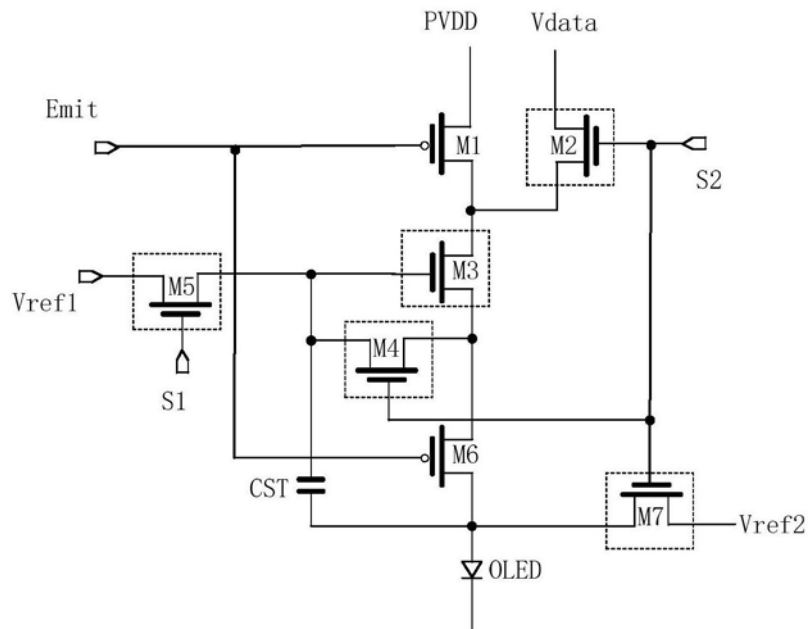 PVDD
Vdata
Emit
M1
M2
S2
M5
M3
Vref1
M4
S1
M6
CST
M7
Vref2
OLED